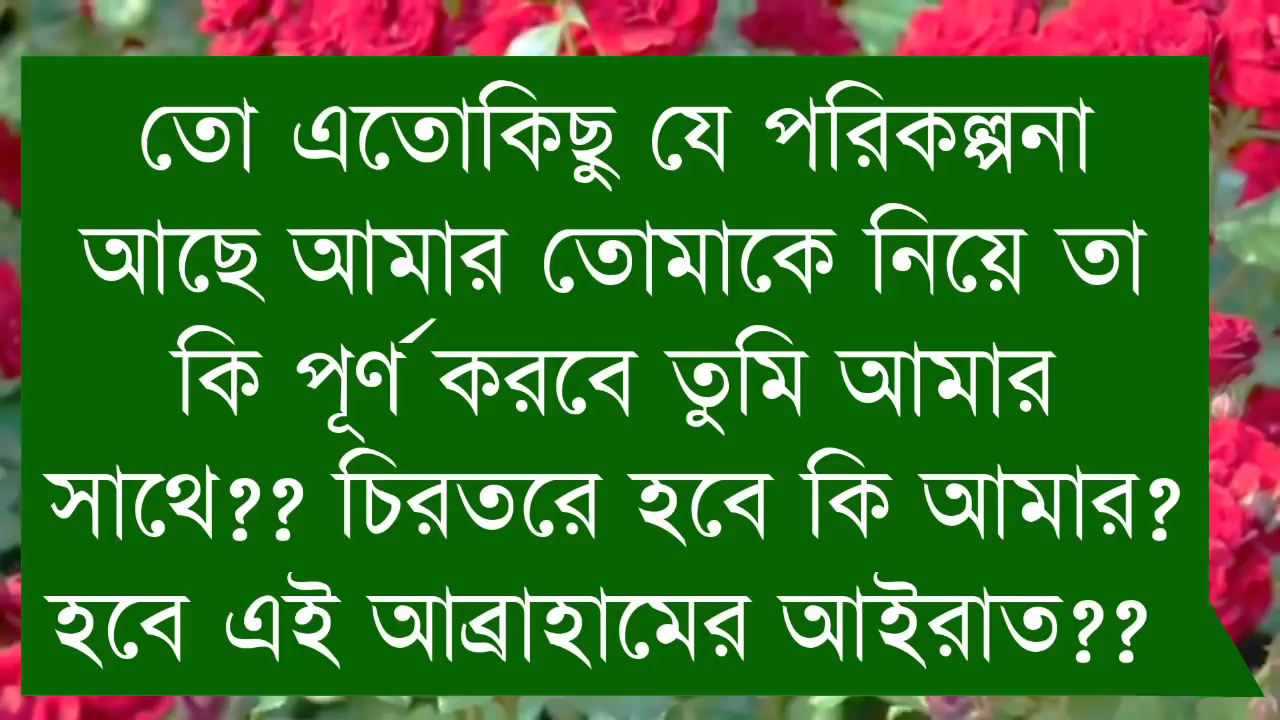 তো এতোকিছু যে পরিকল্পনা
আছে আমার তোমাকে নিয়ে তা
কি পূর্ণ করবে তুমি আমার
সাথে?? চিরতরে হবে কি আমার?
হবে এই আব্রাহামের আইরাত??